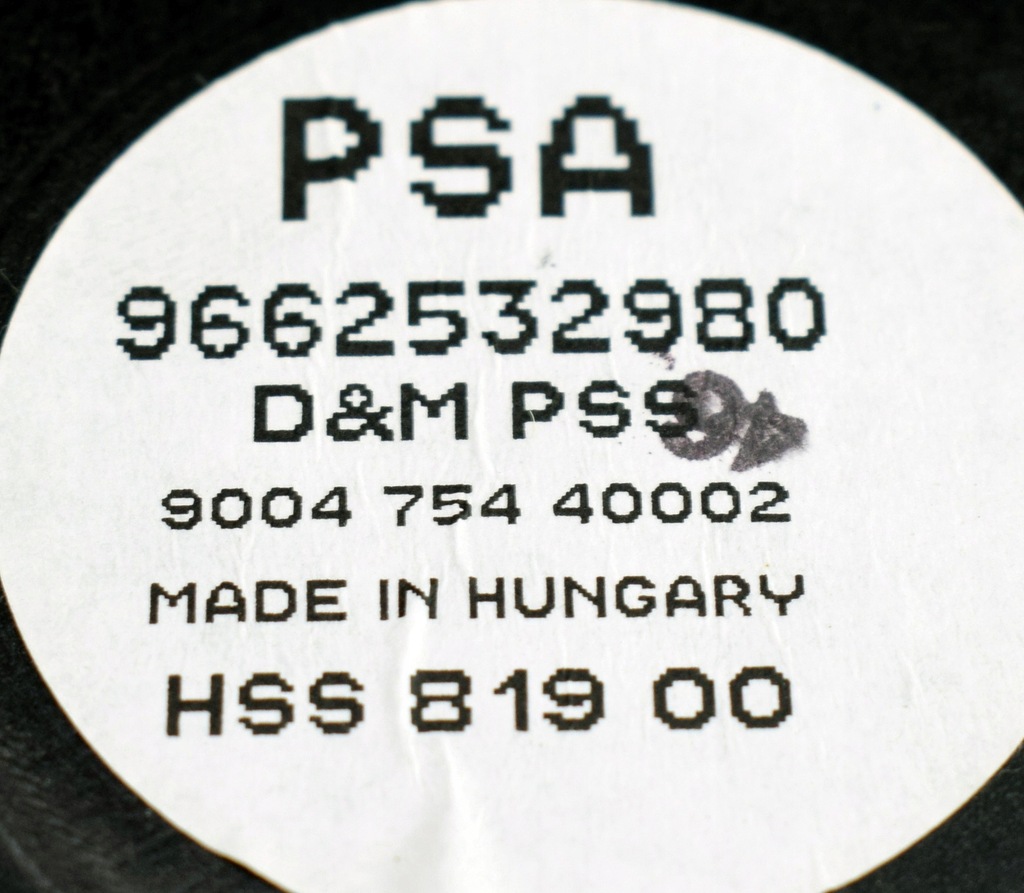 PSA
9662532980
D&M PSS
9004 754 40002
MADE IN HUNGARY
HSS 819 00